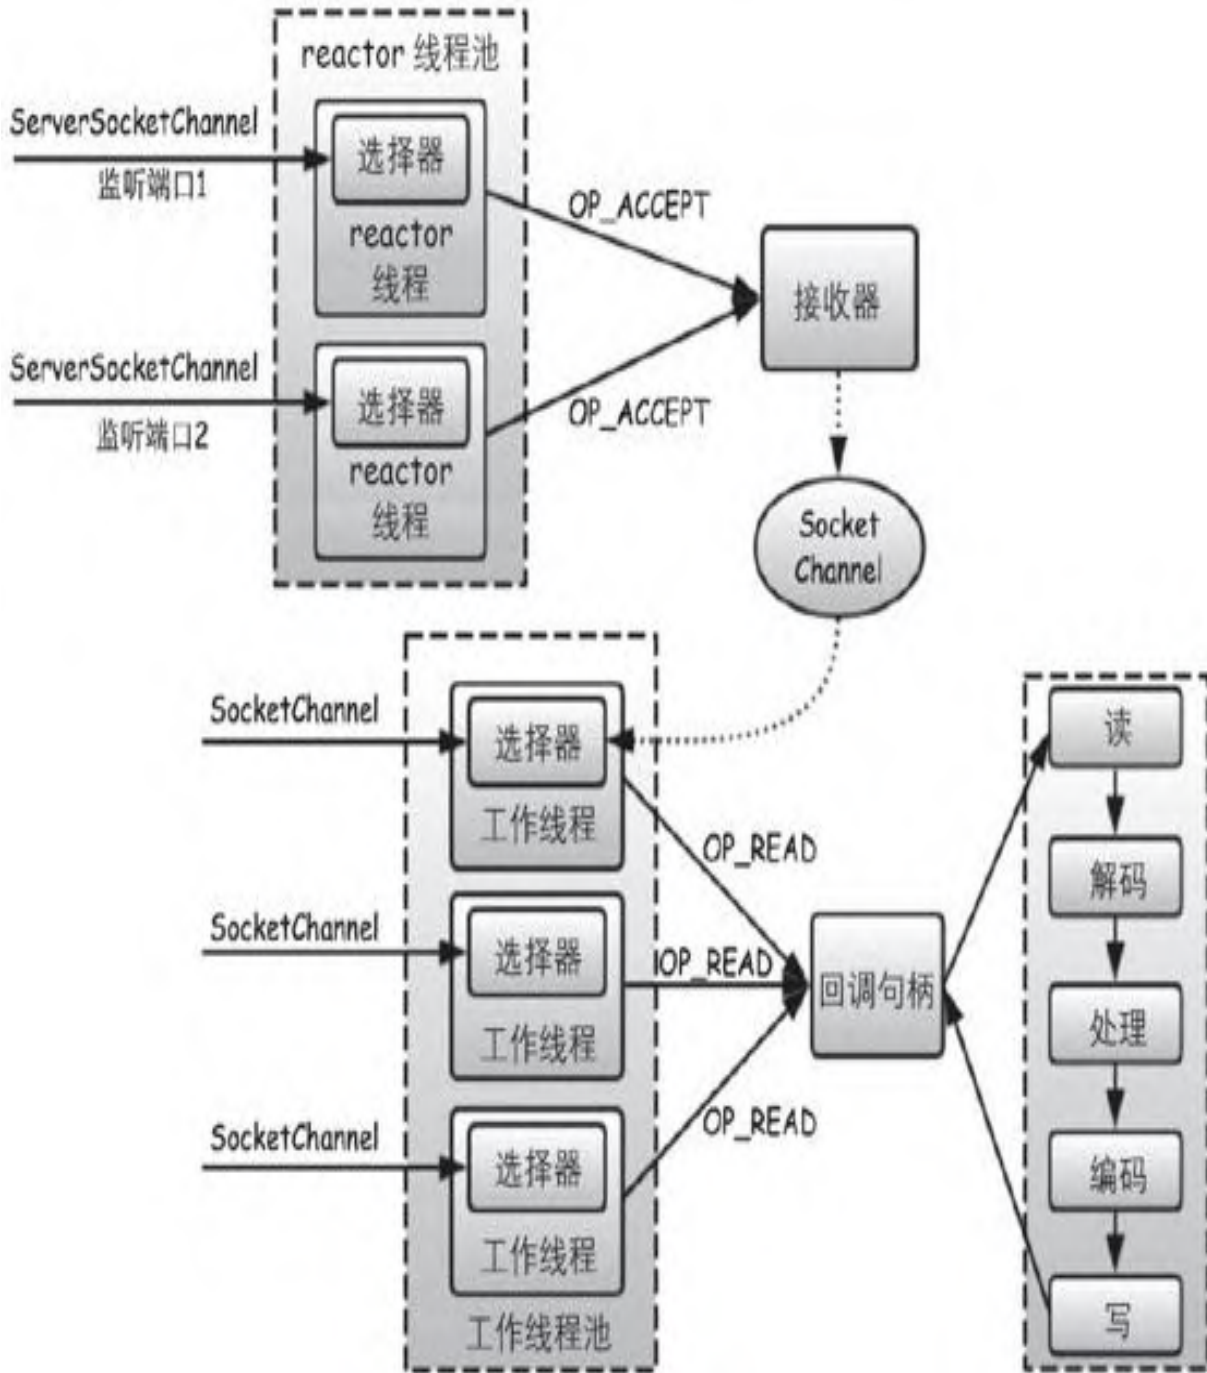 reactor 线程池
ServerSocketChannel
监听端口1
选择器
reactor
线程
OP_ACCEPT
接收器
ServerSocketChannel
监听端口2
选择器
reactor
线程
OP_ACCEPT
Socket
Channel
SocketChannel
选择器
工作线程
OP_READ
SocketChannel
选择器
工作线程
OP_READ
SocketChannel
选择器
工作线程
OP_READ
工作线程池
回调句柄
读
解码
处理
编码
写